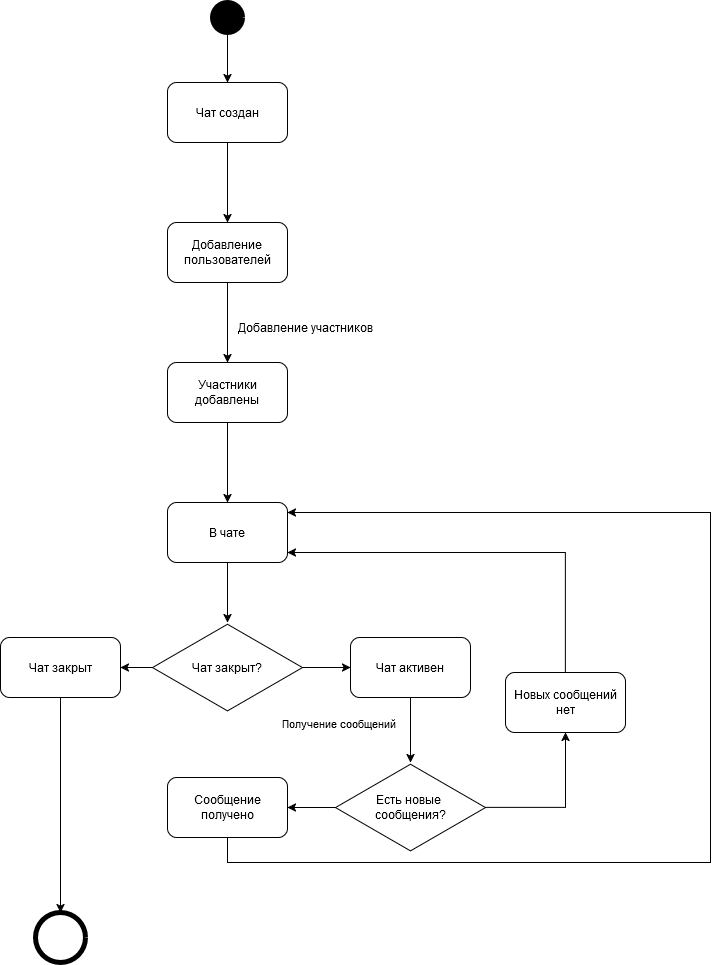 Чат создан
Добавление
пользователей
Добавление участников
Участники
добавлены
В чате
Чат закрыт
Чат закрыт?
Чат активен
Новых сообщений
нет
Получение сообщений
Сообщение
получено
Есть новые
сообщения?